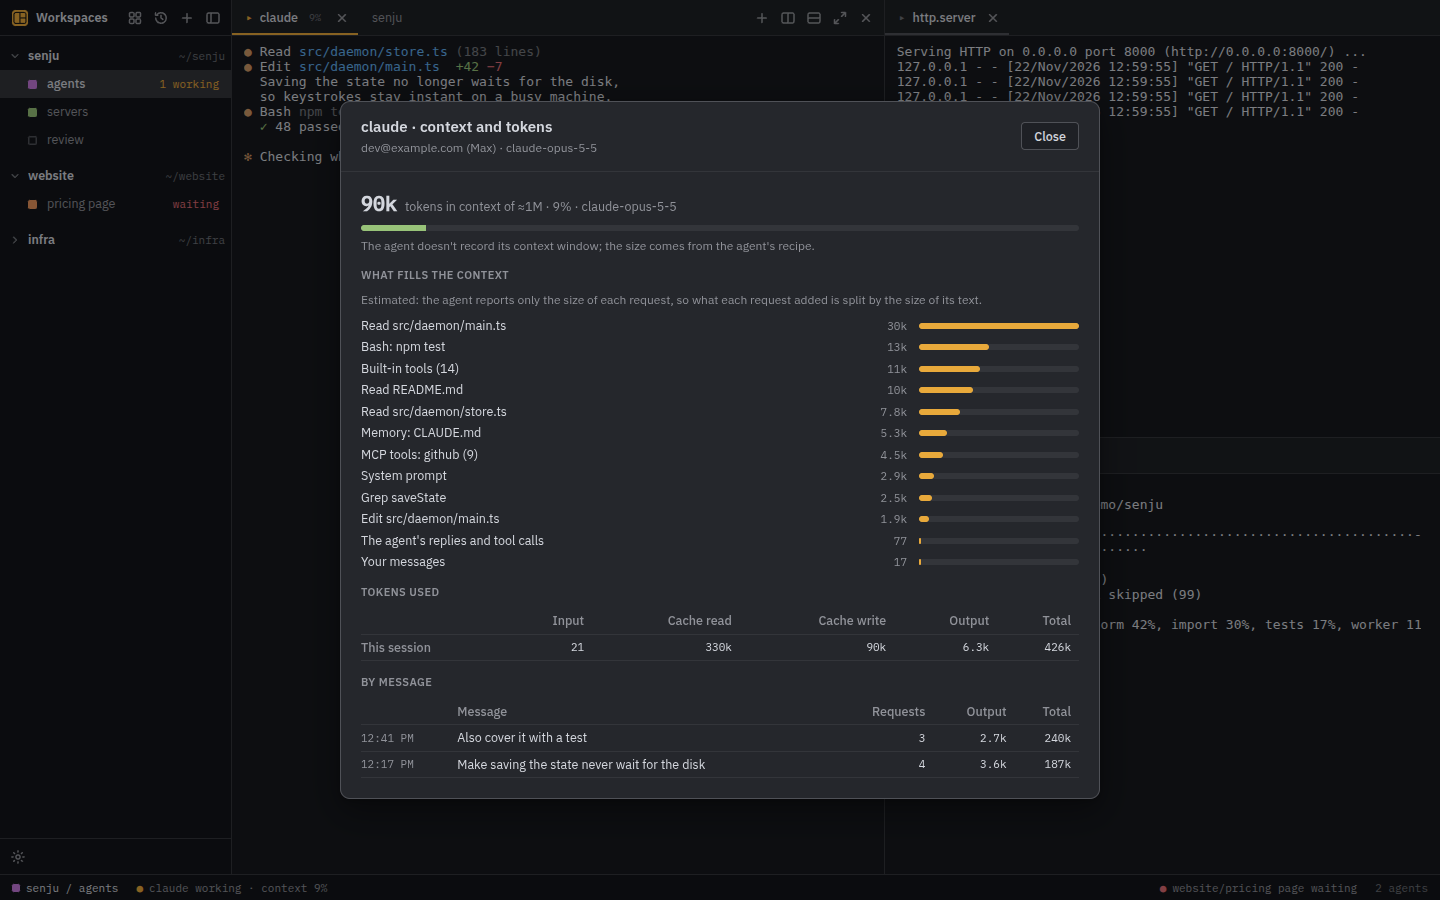 Workspaces
claude 9%
senju
http.server
senju ~/senju
agents 1 working
servers
review
website ~/website
pricing page waiting
infra ~/infra
● Read src/daemon/store.ts (183 lines)
● Edit src/daemon/main.ts +42 −7
Saving the state no longer waits for the disk,
so keystrokes stay instant on a busy machine.
● Bash npm t
✓ 48 passe
✻ Checking w
Serving HTTP on 0.0.0.0 port 8000 (http://0.0.0.0:8000/) ...
127.0.0.1 - - [22/Nov/2026 12:59:55] "GET / HTTP/1.1" 200 -
127.0.0.1 - - [22/Nov/2026 12:59:55] "GET / HTTP/1.1" 200 -
127.0.0.1 - - [22/Nov/2026 12:59:55] "GET / HTTP/1.1" 200 -
12:59:55] "GET / HTTP/1.1" 200 -
claude · context and tokens
dev@example.com (Max) · claude-opus-5-5
Close
90k tokens in context of ≈1M · 9% · claude-opus-5-5
The agent doesn't record its context window; the size comes from the agent's recipe.
WHAT FILLS THE CONTEXT
Estimated: the agent reports only the size of each request, so what each request added is split by the size of its text.
Read src/daemon/main.ts 30k
Bash: npm test 13k
Built-in tools (14) 11k
Read README.md 10k
Read src/daemon/store.ts 7.8k
Memory: CLAUDE.md 5.3k
MCP tools: github (9) 4.5k
System prompt 2.9k
Grep saveState 2.5k
Edit src/daemon/main.ts 1.9k
The agent's replies and tool calls 77
Your messages 17
TOKENS USED
Input Cache read Cache write Output Total
This session 21 330k 90k 6.3k 426k
BY MESSAGE
Message Requests Output Total
12:41 PM Also cover it with a test 3 2.7k 240k
12:17 PM Make saving the state never wait for the disk 4 3.6k 187k
mo/senju
)
skipped (99)
orm 42%, import 30%, tests 17%, worker 11
senju / agents
● claude working · context 9%
● website/pricing page waiting
2 agents